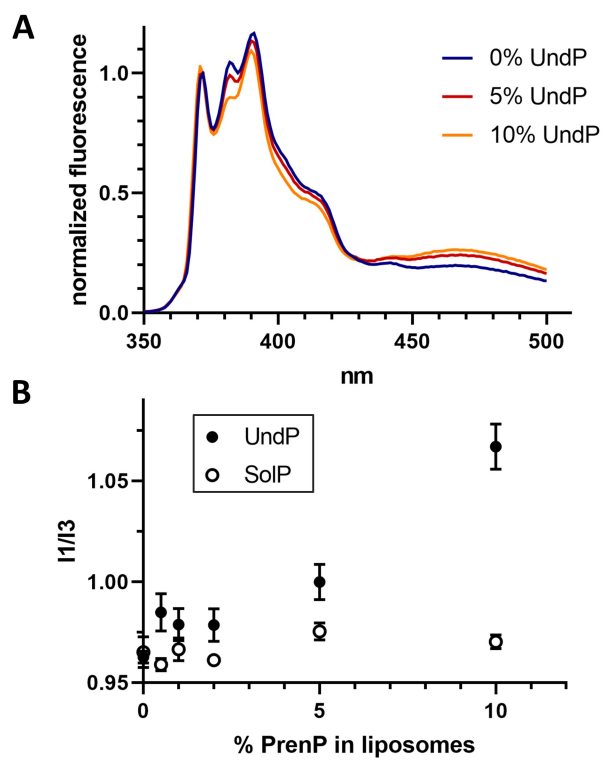 A
normalized fluorescence
1.0
0.5
0.0
350
400
450
500
nm
0% UndP
5% UndP
10% UndP
B
I1/I3
1.05
1.00
0.95
0
5
10
% PrenP in liposomes
UndP
SolP